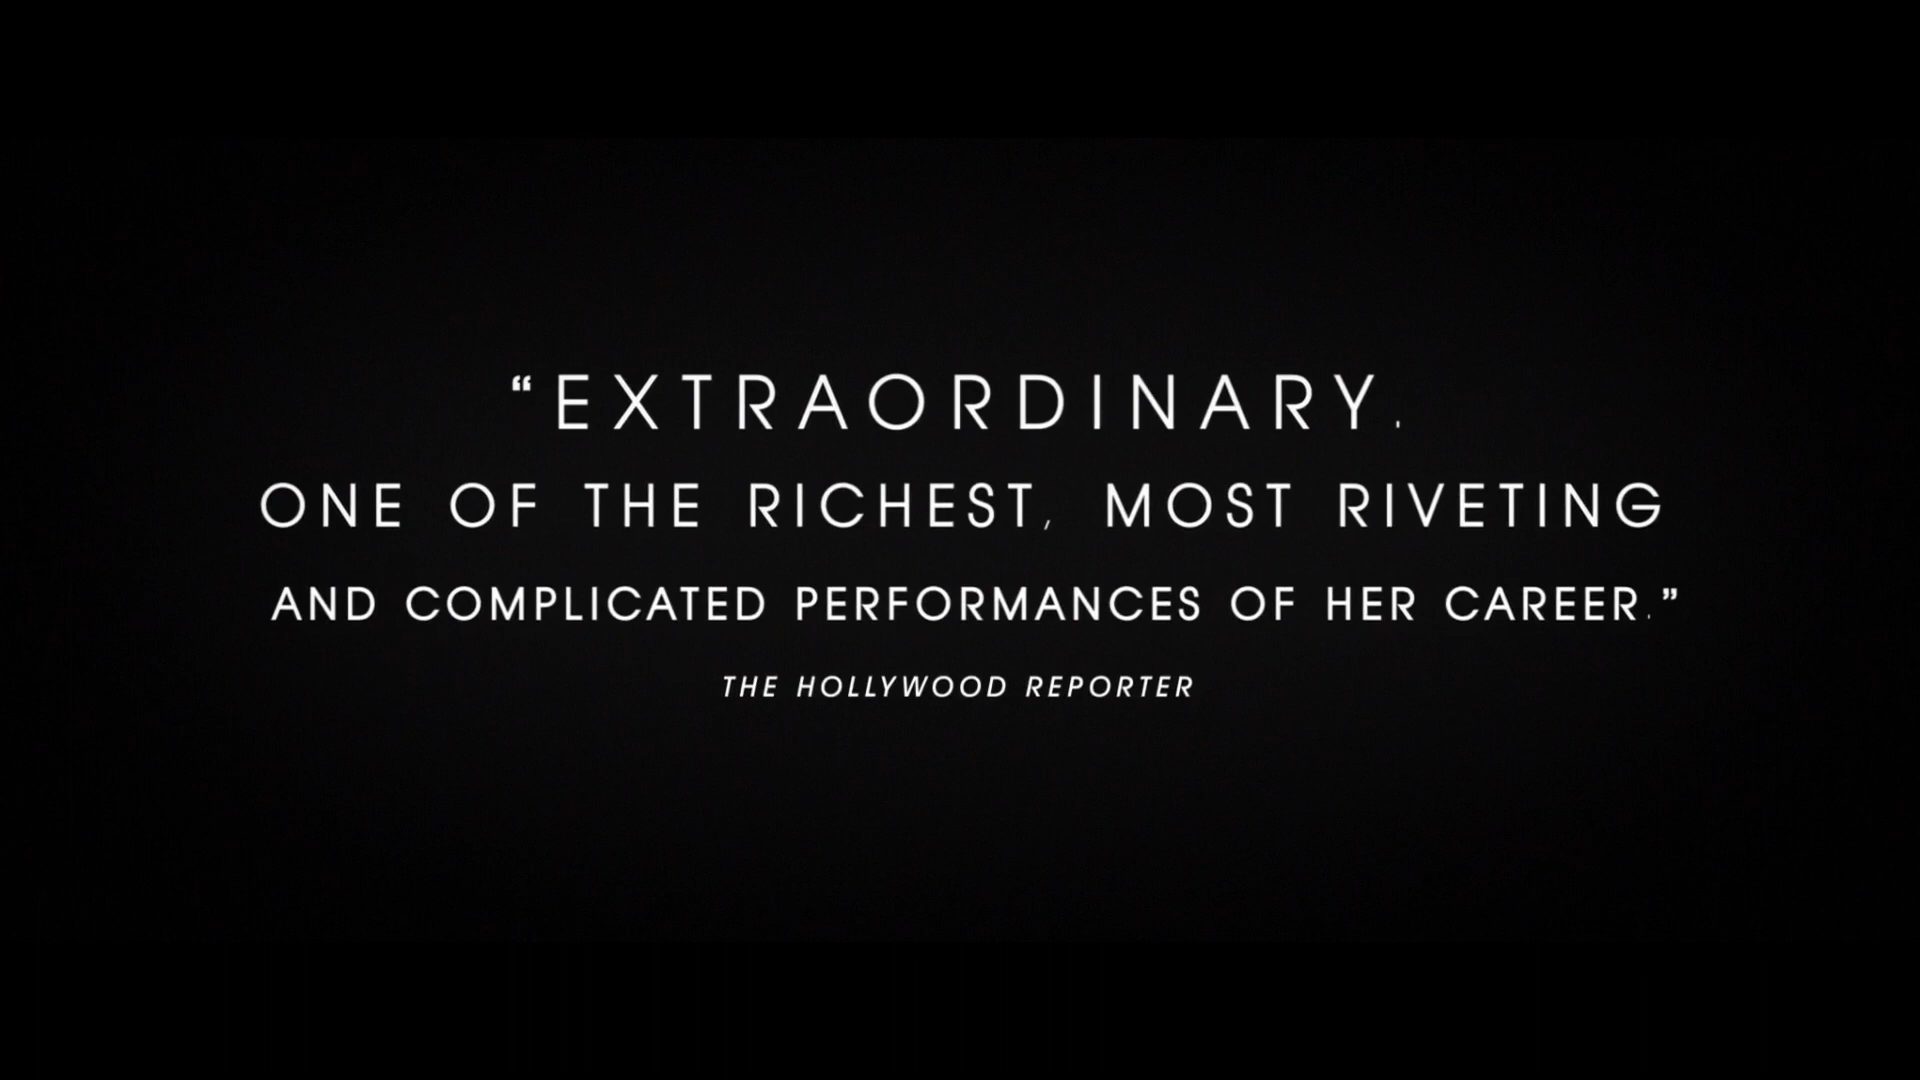 “EXTRAORDINARY.
ONE OF THE RICHEST, MOST RIVETING
AND COMPLICATED PERFORMANCES OF HER CAREER.”
THE HOLLYWOOD REPORTER